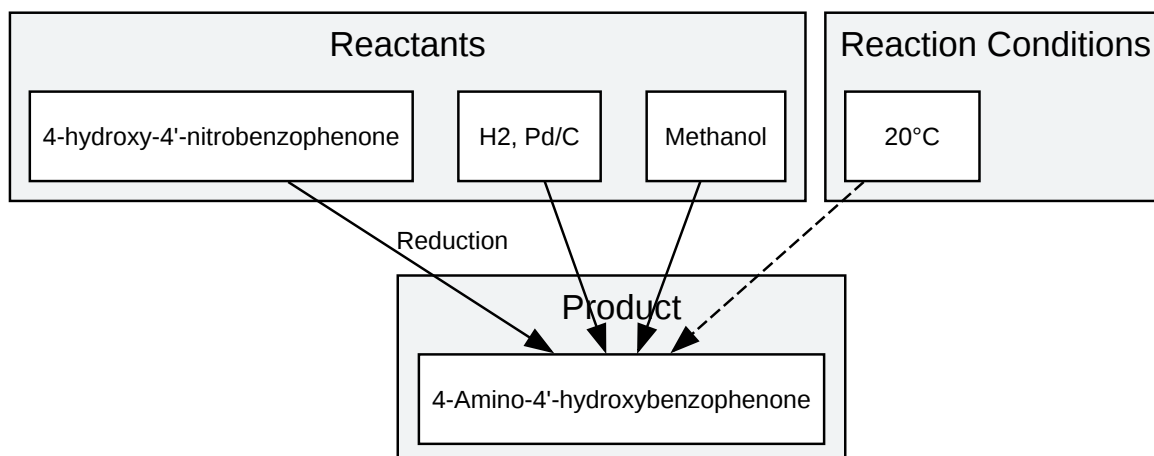 Reactants
Reaction Conditions
4-hydroxy-4'-nitrobenzophenone
H2, Pd/C
Methanol
20°C
Reduction
Product
4-Amino-4'-hydroxybenzophenone